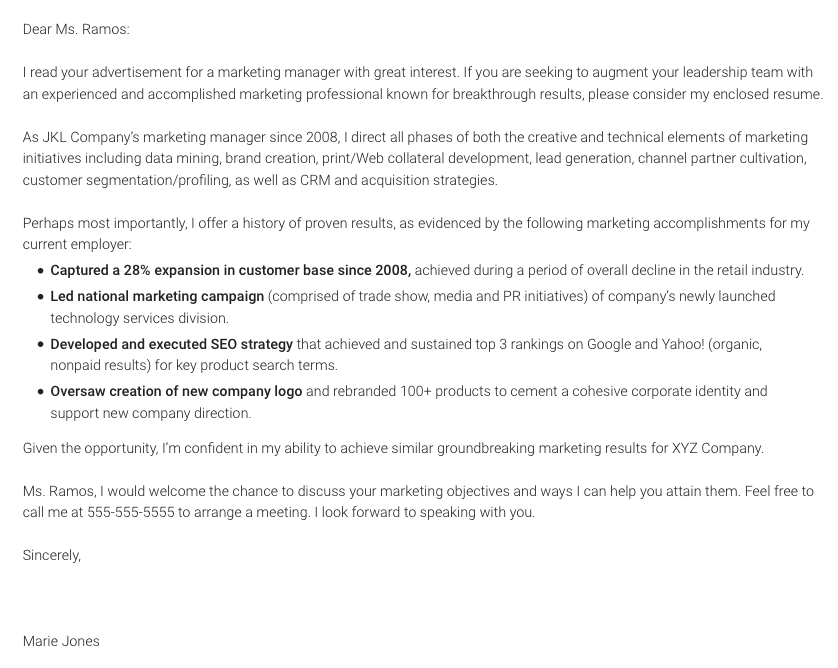 Dear Ms. Ramos:
I read your advertisement for a marketing manager with great interest. If you are seeking to augment your leadership team with
an experienced and accomplished marketing professional known for breakthrough results, please consider my enclosed resume.
As JKL Company's marketing manager since 2008, I direct all phases of both the creative and technical elements of marketing
initiatives including data mining, brand creation, print/Web collateral development, lead generation, channel partner cultivation,
customer segmentation/profiling, as well as CRM and acquisition strategies.
Perhaps most importantly, I offer a history of proven results, as evidenced by the following marketing accomplishments for my
current employer:
• Captured a 28% expansion in customer base since 2008, achieved during a period of overall decline in the retail industry.
• Led national marketing campaign (comprised of trade show, media and PR initiatives) of company's newly launched
technology services division.
• Developed and executed SEO strategy that achieved and sustained top 3 rankings on Google and Yahoo! (organic,
nonpaid results) for key product search terms.
• Oversaw creation of new company logo and rebranded 100+ products to cement a cohesive corporate identity and
support new company direction.
Given the opportunity, I'm confident in my ability to achieve similar groundbreaking marketing results for XYZ Company.
Ms. Ramos, I would welcome the chance to discuss your marketing objectives and ways I can help you attain them. Feel free to
call me at 555-555-5555 to arrange a meeting. I look forward to speaking with you.
Sincerely,
Marie Jones